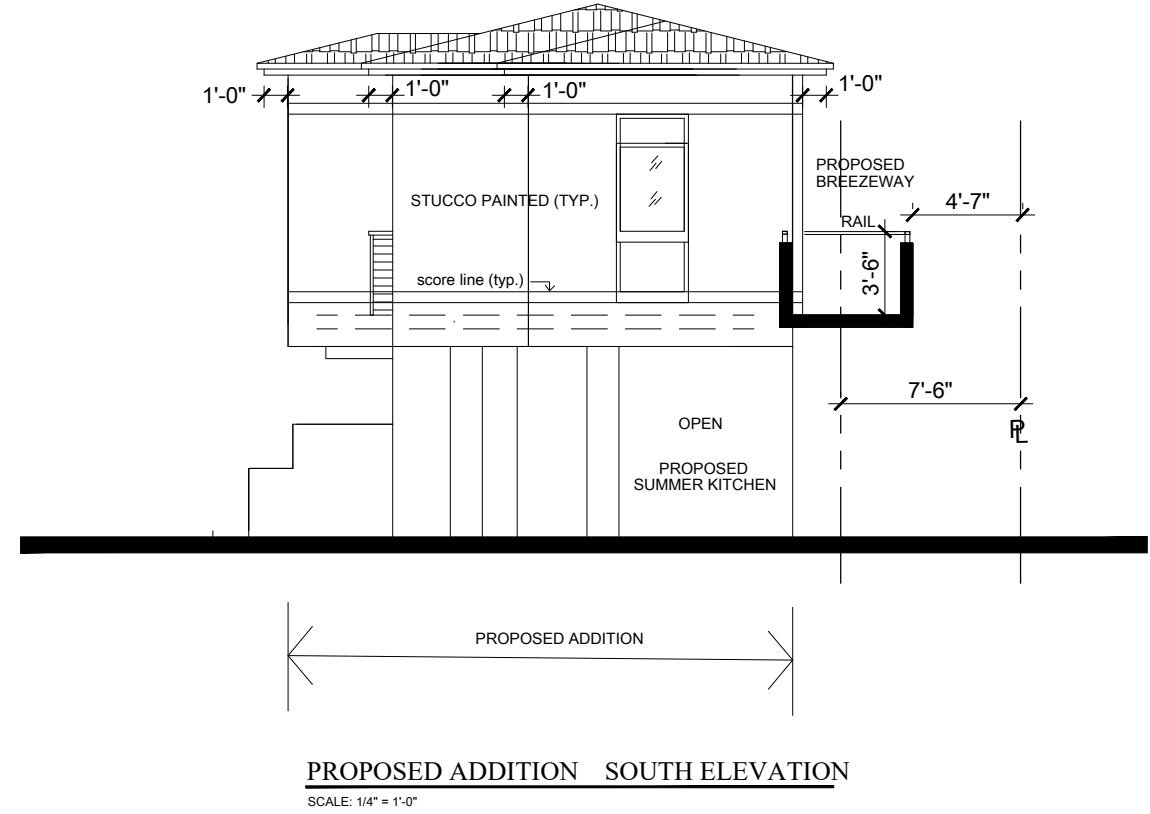 1'-0" 1'-0" 1'-0" 1'-0"
PROPOSED
BREEZEWAY
STUCCO PAINTED (TYP.)
4'-7"
RAIL
3'-6"
score line (typ.)
7'-6"
PL
OPEN
PROPOSED
SUMMER KITCHEN
PROPOSED ADDITION
PROPOSED ADDITION SOUTH ELEVATION
SCALE: 1/4" = 1'-0"